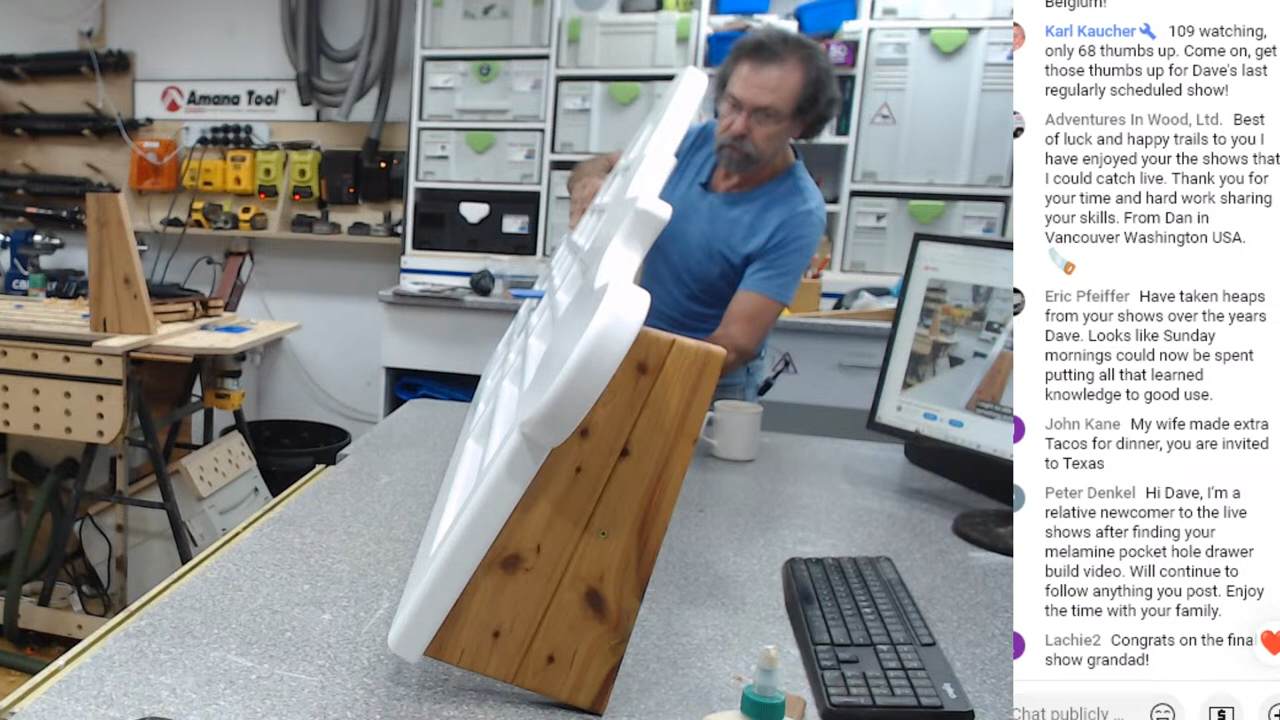 Amana Tool
Belgium!
Karl Kaucher 109 watching,
only 68 thumbs up. Come on, get
those thumbs up for Dave's last
regularly scheduled show!
Adventures In Wood, Ltd. Best
of luck and happy trails to you I
have enjoyed your the shows that
I could catch live. Thank you for
your time and hard work sharing
your skills. From Dan in
Vancouver Washington USA.
Eric Pfeiffer Have taken heaps
from your shows over the years
Dave. Looks like Sunday
mornings could now be spent
putting all that learned
knowledge to good use.
John Kane My wife made extra
Tacos for dinner, you are invited
to Texas
Peter Denkel Hi Dave, I'm a
relative newcomer to the live
shows after finding your
melamine pocket hole drawer
build video. Will continue to
follow anything you post. Enjoy
the time with your family.
Lachie2 Congrats on the final
show grandad!
Chat publicly ...